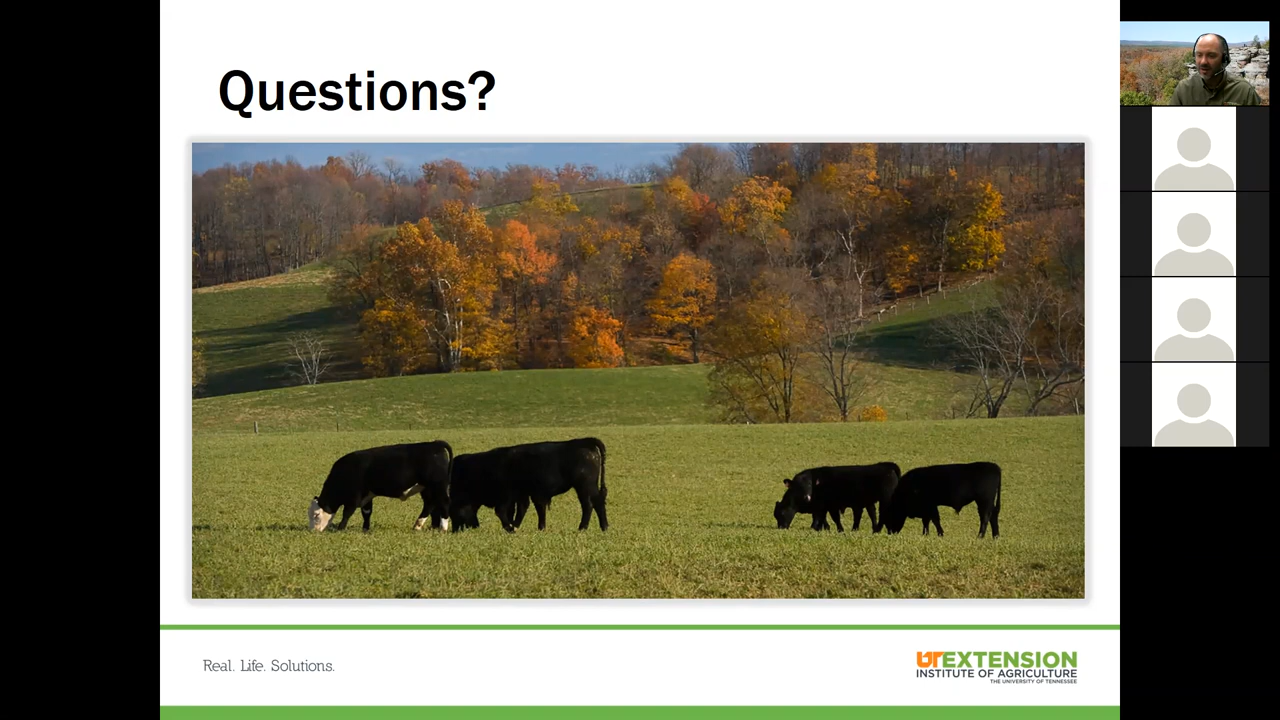 Questions?
Real. Life. Solutions.
UTEXTENSION
INSTITUTE OF AGRICULTURE
THE UNIVERSITY OF TENNESSEE